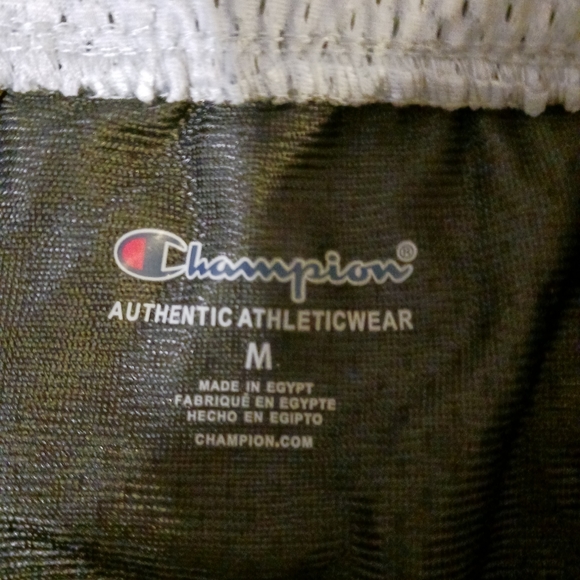 Champion®
AUTHENTIC ATHLETICWEAR
M
MADE IN EGYPT
FABRIQUÉ EN EGYPTE
HECHO EN EGIPTO
CHAMPION.COM